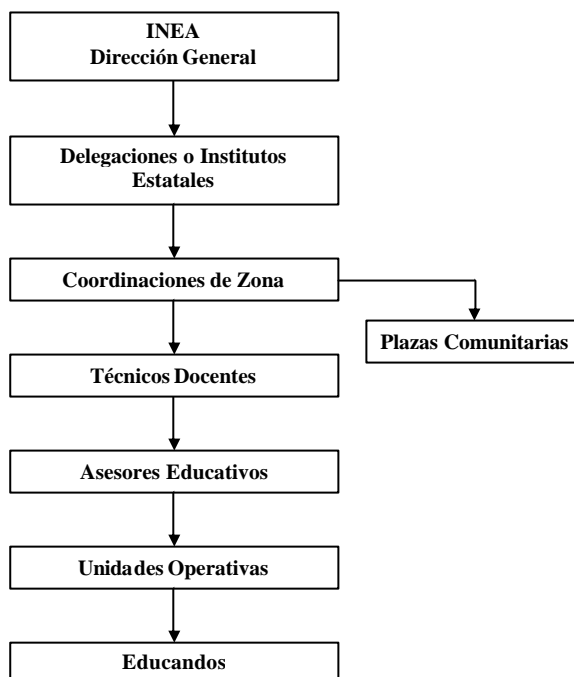 INEA
Dirección General
Delegaciones o Institutos
Estatales
Coordinaciones de Zona
Plazas Comunitarias
Técnicos Docentes
Asesores Educativos
Unidades Operativas
Educandos